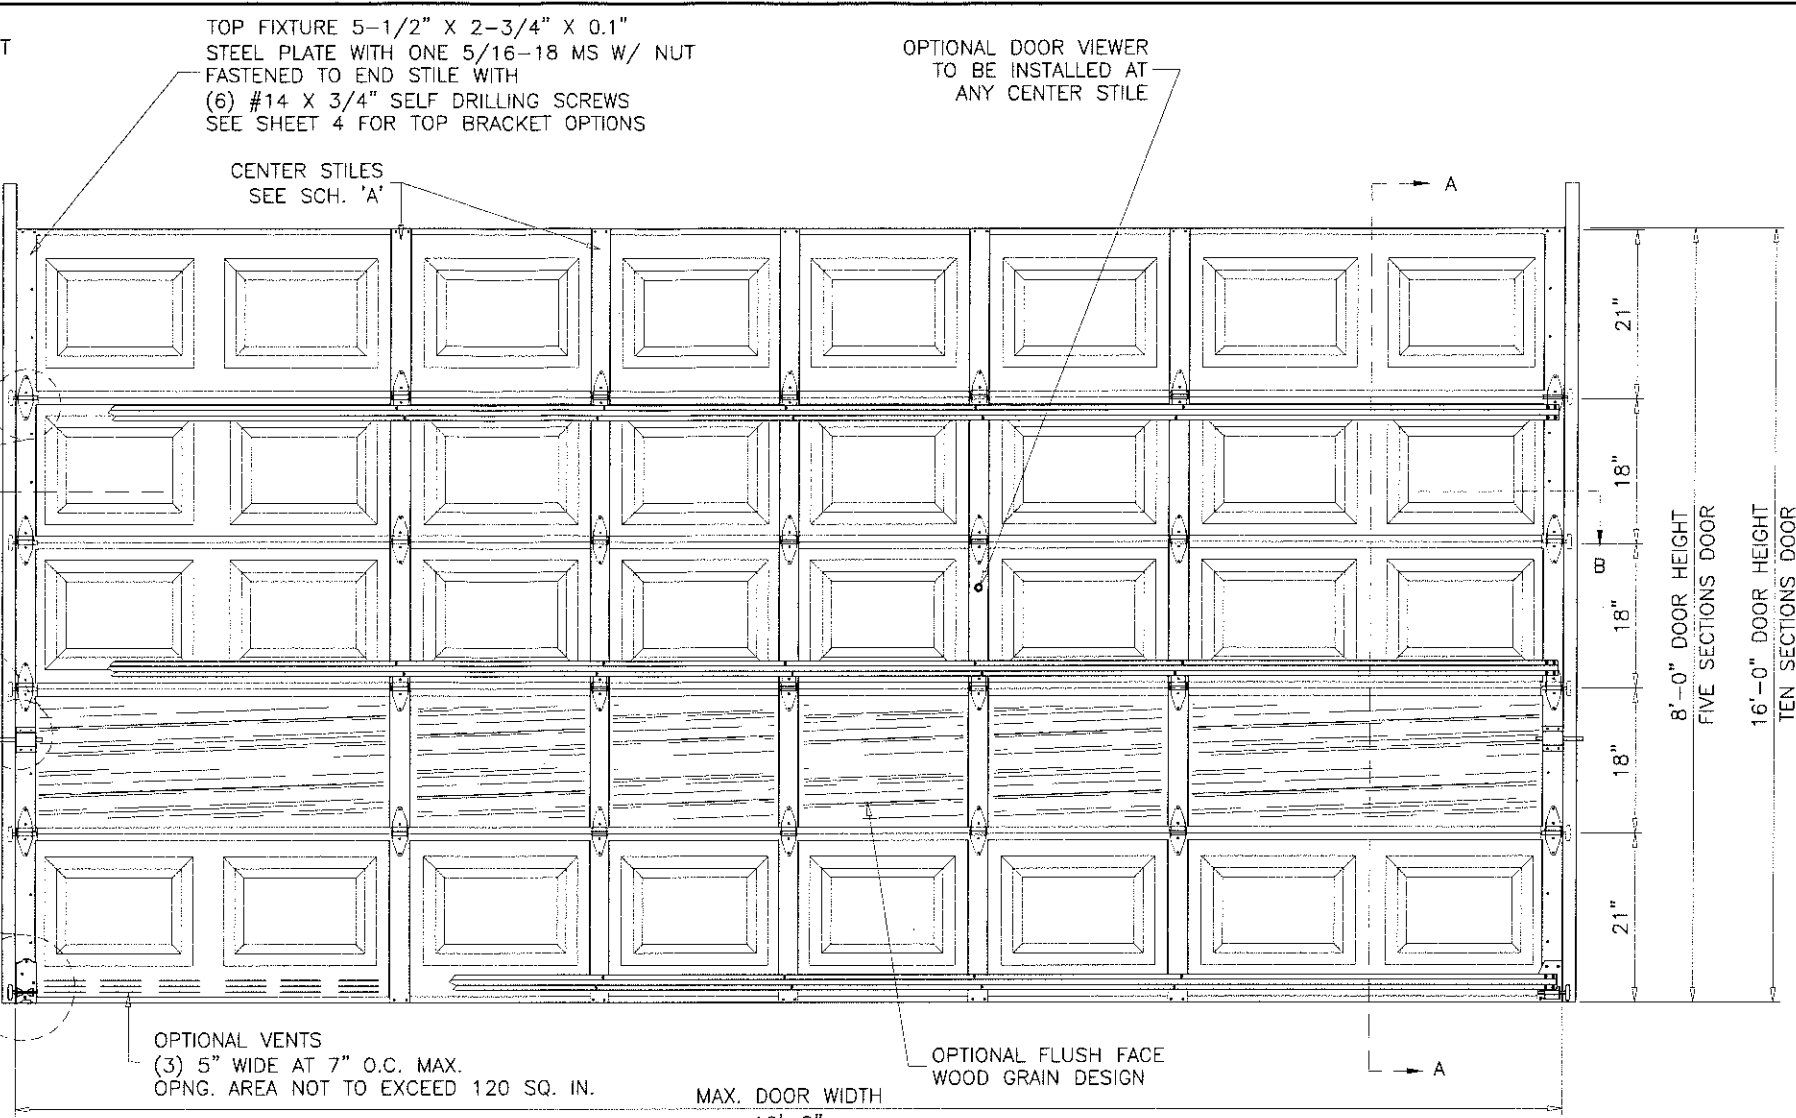 T
TOP FIXTURE 5-1/2" X 2-3/4" X 0.1"
STEEL PLATE WITH ONE 5/16-18 MS W/ NUT
FASTENED TO END STILE WITH
(6) #14 X 3/4" SELF DRILLING SCREWS
SEE SHEET 4 FOR TOP BRACKET OPTIONS
OPTIONAL DOOR VIEWER
TO BE INSTALLED AT
ANY CENTER STILE
CENTER STILES
SEE SCH. 'A'
A
21"
18"
B
18"
18"
21"
8'-0" DOOR HEIGHT
FIVE SECTIONS DOOR
16'-0" DOOR HEIGHT
TEN SECTIONS DOOR
OPTIONAL VENTS
(3) 5" WIDE AT 7" O.C. MAX.
OPNG. AREA NOT TO EXCEED 120 SQ. IN.
OPTIONAL FLUSH FACE
WOOD GRAIN DESIGN
A
MAX. DOOR WIDTH